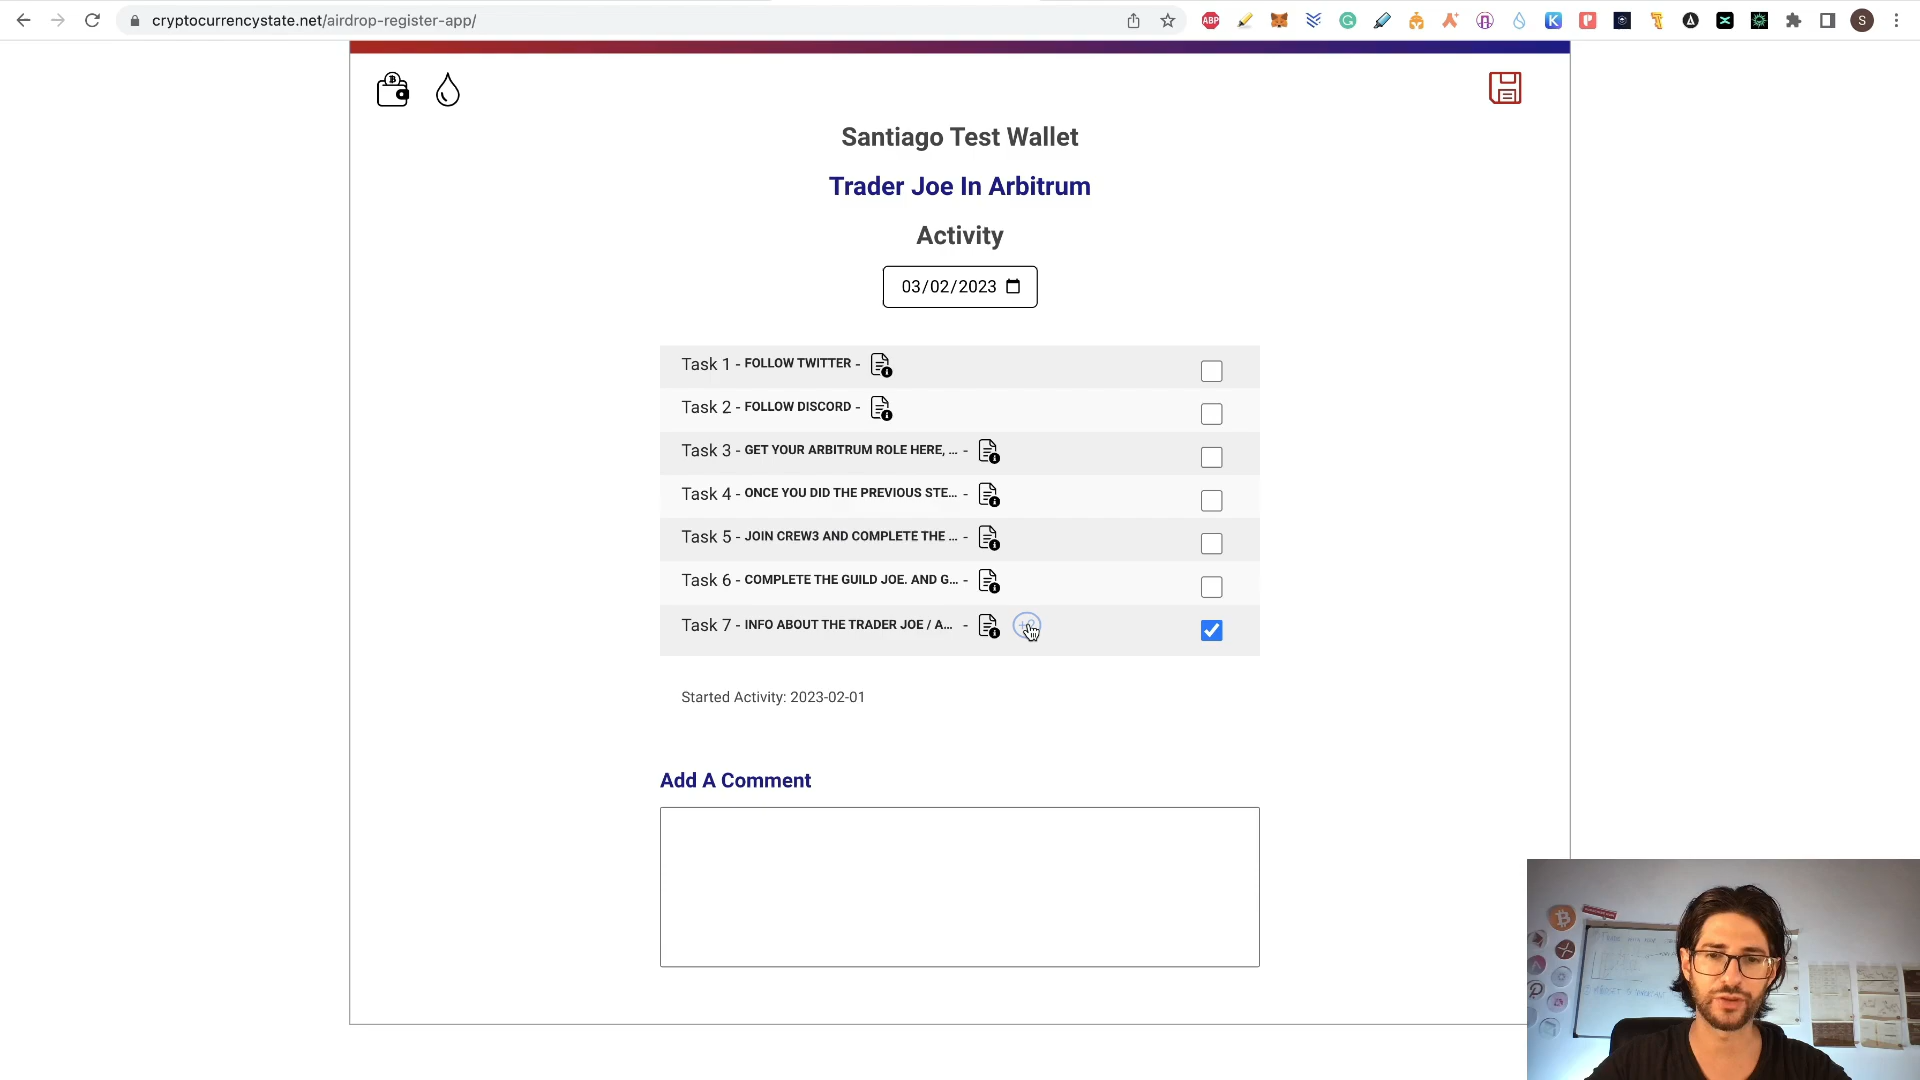 cryptocurrencystate.net/airdrop-register-app/
ABP
S
Santiago Test Wallet
Trader Joe In Arbitrum
Activity
03/02/2023
Task 1 - FOLLOW TWITTER -
Task 2 - FOLLOW DISCORD -
Task 3 - GET YOUR ARBITRUM ROLE HERE, ... -
Task 4 - ONCE YOU DID THE PREVIOUS STE... -
Task 5 - JOIN CREW3 AND COMPLETE THE ... -
Task 6 - COMPLETE THE GUILD JOE. AND G... -
Task 7 - INFO ABOUT THE TRADER JOE / A... -
Started Activity: 2023-02-01
Add A Comment